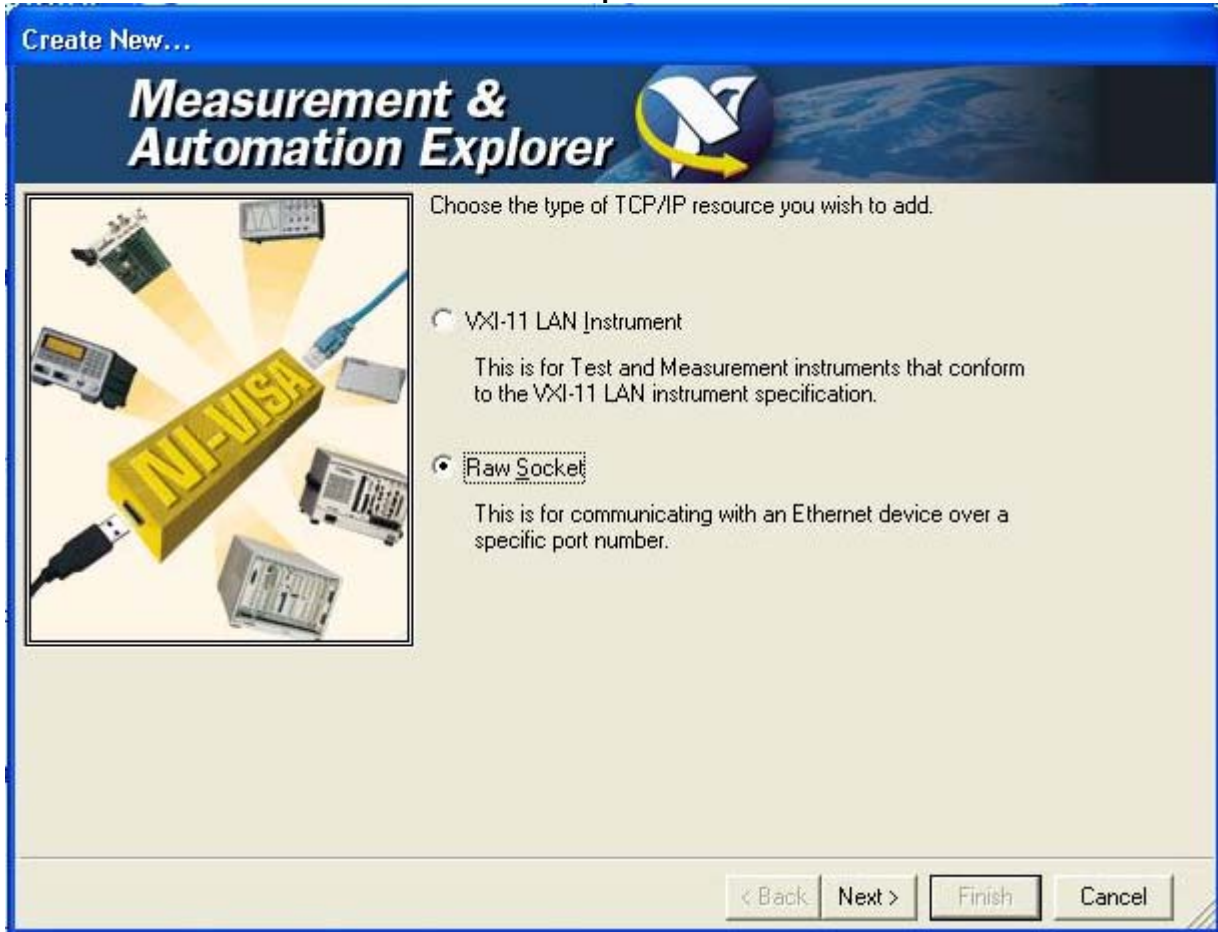 Create New...
Measurement &
Automation Explorer
Choose the type of TCP/IP resource you wish to add.
VXI-11 LAN Instrument
This is for Test and Measurement instruments that conform
to the VXI-11 LAN instrument specification.
NI-VISA
Raw Socket
This is for communicating with an Ethernet device over a
specific port number.
< Back
Next >
Finish
Cancel